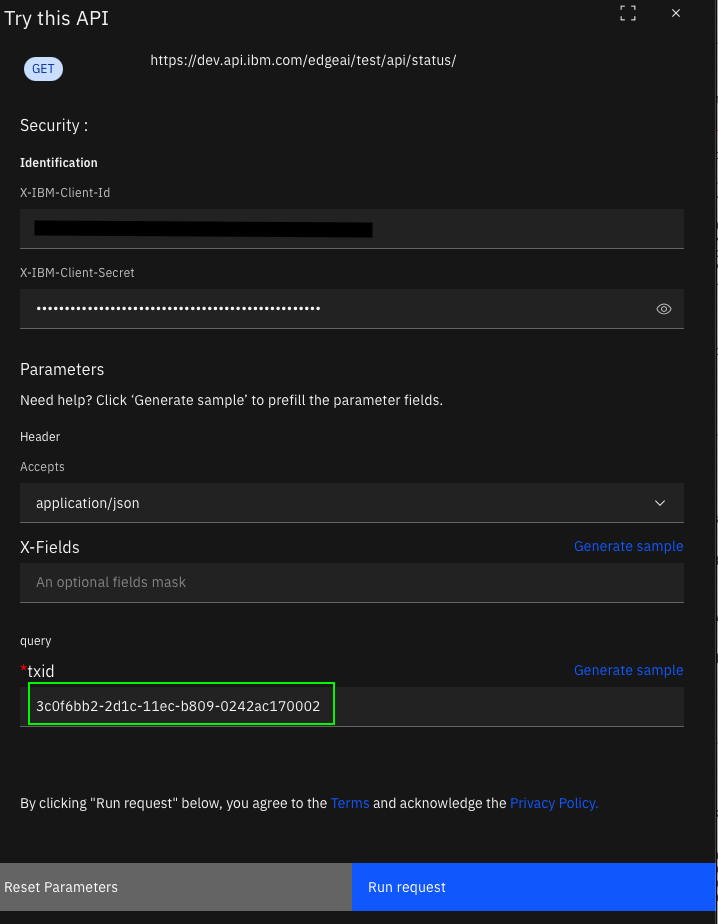 Try this API
GET
https://dev.api.ibm.com/edgeai/test/api/status/
Security :
Identification
X-IBM-Client-Id
X-IBM-Client-Secret
••••••••••••••••••••••••••••••••••••••••••••••••
Parameters
Need help? Click ‘Generate sample’ to prefill the parameter fields.
Header
Accepts
application/json
X-Fields Generate sample
An optional fields mask
query
*txid Generate sample
3c0f6bb2-2d1c-11ec-b809-0242ac170002
By clicking "Run request" below, you agree to the Terms and acknowledge the Privacy Policy.
Reset Parameters Run request